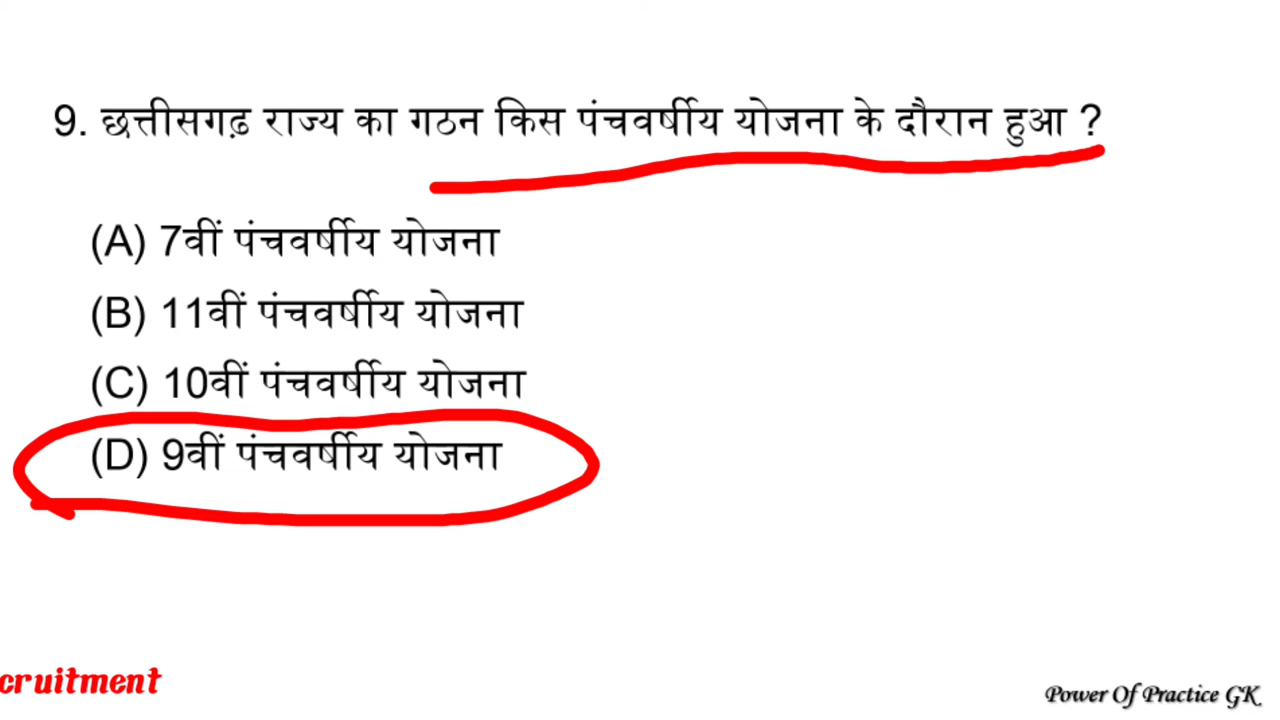 9. छत्तीसगढ़ राज्य का गठन किस पंचवर्षीय योजना के दौरान हुआ ?
(A) 7वीं पंचवर्षीय योजना
(B) 11वीं पंचवर्षीय योजना
(C) 10वीं पंचवर्षीय योजना
(D) 9वीं पंचवर्षीय योजना
cruitment
Power Of Practice GK